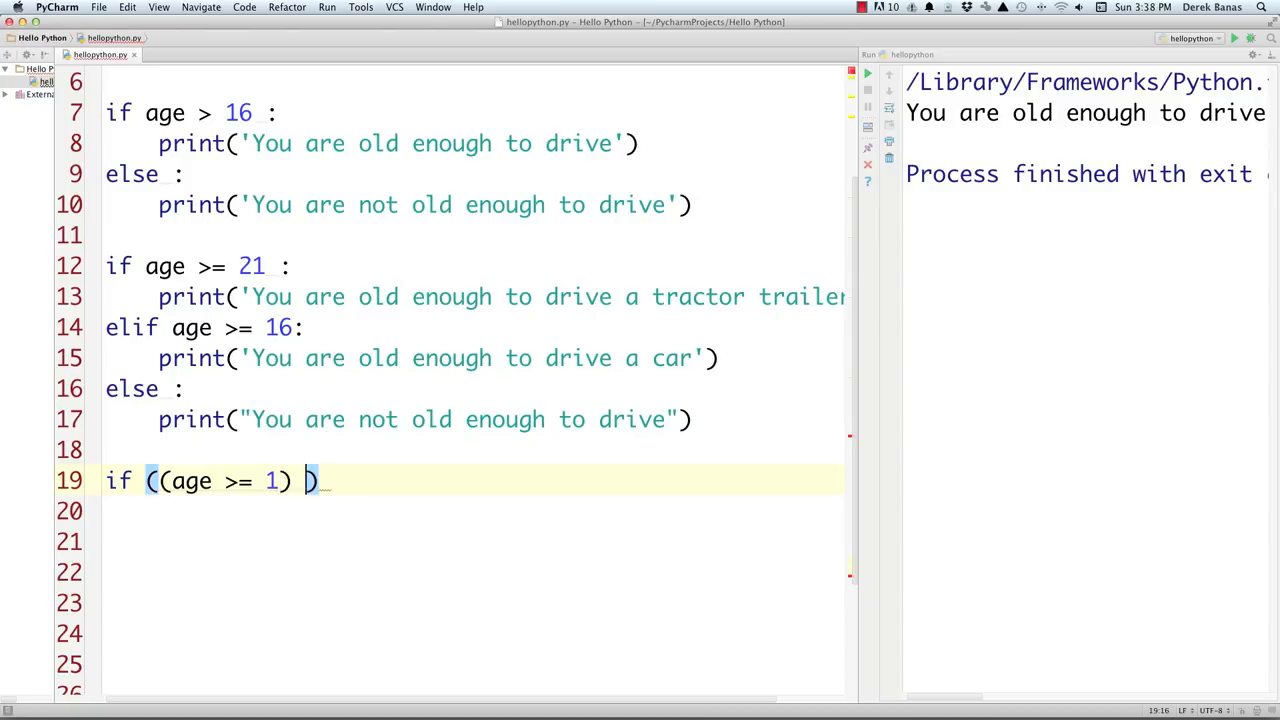 PyCharm File Edit View Navigate Code Refactor Run Tools VCS Window Help 10 8 Sun 3:38 PM Derek Banas
hellopython.py - Hello Python - [~/PycharmProjects/Hello Python]
Hello Python hellopython.py hellopython
hellopython.py × Run hellopython
Hello P
hell
Externa
6
7 if age > 16 :
8 print('You are old enough to drive')
9 else :
10 print('You are not old enough to drive')
11
12 if age >= 21 :
13 print('You are old enough to drive a tractor trailer
14 elif age >= 16:
15 print('You are old enough to drive a car')
16 else :
17 print("You are not old enough to drive")
18
19 if ((age >= 1) )
20
21
22
23
24
25
26
/Library/Frameworks/Python.
You are old enough to drive
Process finished with exit
19:16 LF UTF-8